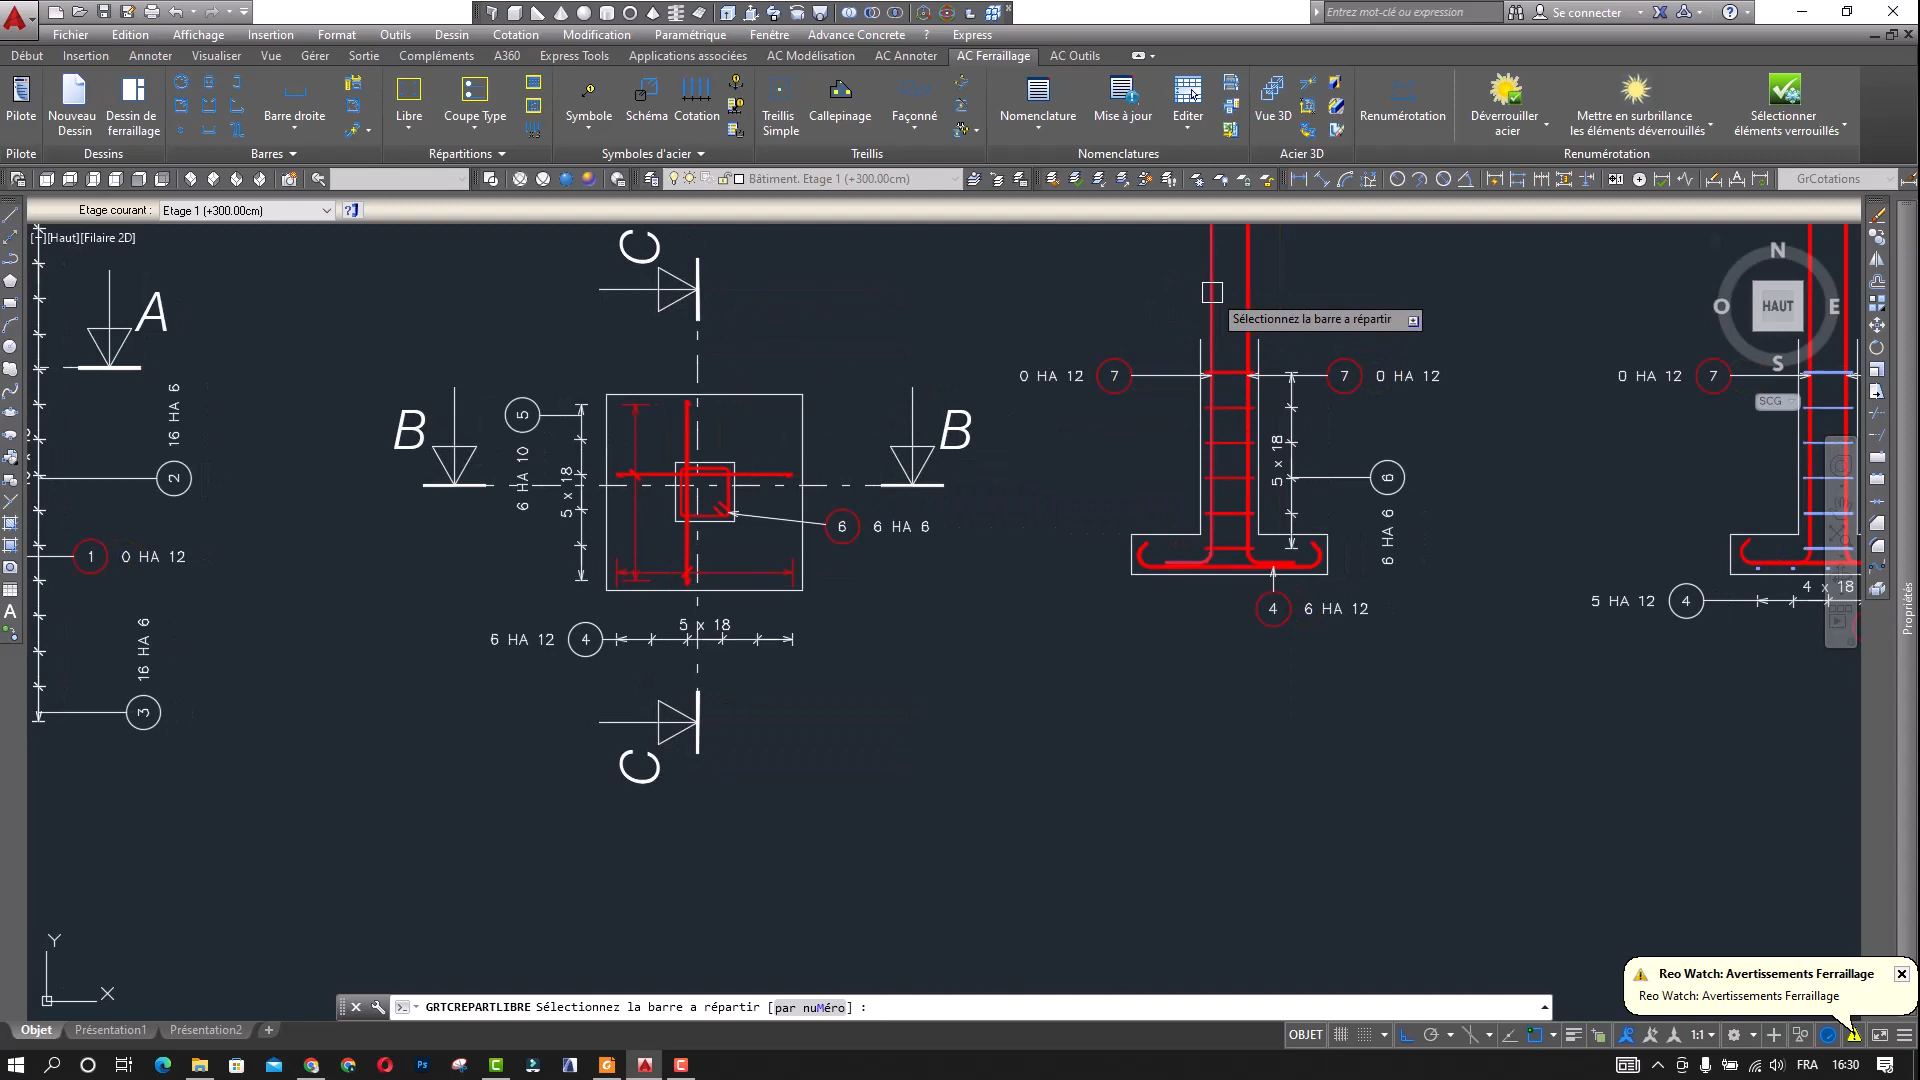 Entrez mot-clé ou expression
Se connecter
Fichier Edition Affichage Insertion Format Outils Dessin Cotation Modification Paramétrique Fenêtre Advance Concrete ? Express
Début Insertion Annoter Visualiser Vue Gérer Sortie Compléments A360 Express Tools Applications associées AC Modélisation AC Annoter AC Ferraillage AC Outils
Pilote Nouveau Dessin Dessin de ferraillage Barre droite Libre Coupe Type Symbole Schéma Cotation Treillis Simple Callepinage Façonné Nomenclature Mise à jour Editer Vue 3D Renumérotation Déverrouiller acier Mettre en surbrillance les éléments déverrouillés Sélectionner éléments verrouillés
Pilote Dessins Barres Répartitions Symboles d'acier Treillis Nomenclatures Acier 3D Renumérotation
Bâtiment. Etage 1 (+300.00cm)
GrCotations
Etage courant : Etage 1 (+300.00cm)
[-][Haut][Filaire 2D]
C
N
O HAUT E
S
SCG
Sélectionnez la barre a répartir
A
16 HA 6
2
1 0 HA 12
16 HA 6
3
B B
5
6 HA 10
5 x 18
6 6 HA 6
5 x 18
6 HA 12 4
C
0 HA 12 7
7 0 HA 12
5 x 18
6
6 HA 6
4 6 HA 12
0 HA 12 7
4 x 18
5 HA 12 4
Propriétés
Y
X
Reo Watch: Avertissements Ferraillage
Reo Watch: Avertissements Ferraillage
GRTCREPARTLIBRE Sélectionnez la barre a répartir [par nuMéro] :
Objet Présentation1 Présentation2 +
OBJET 1:1
FRA 16:30